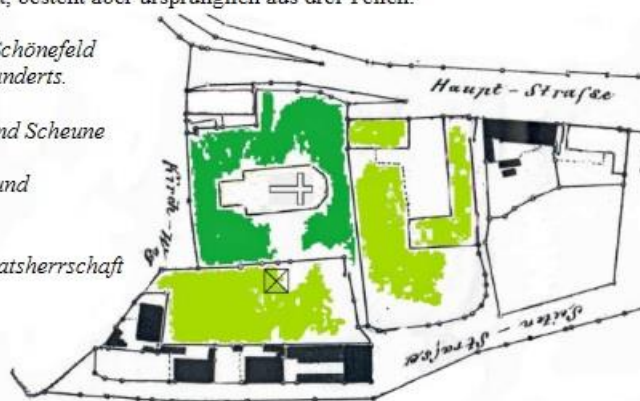 besteht aber ursprünglich aus drei Teilen.
Schönefeld
underts.
nd Scheune
und
atsherrschaft
Haupt-Straſse
Kirch-Weg
Seiten-Straſse